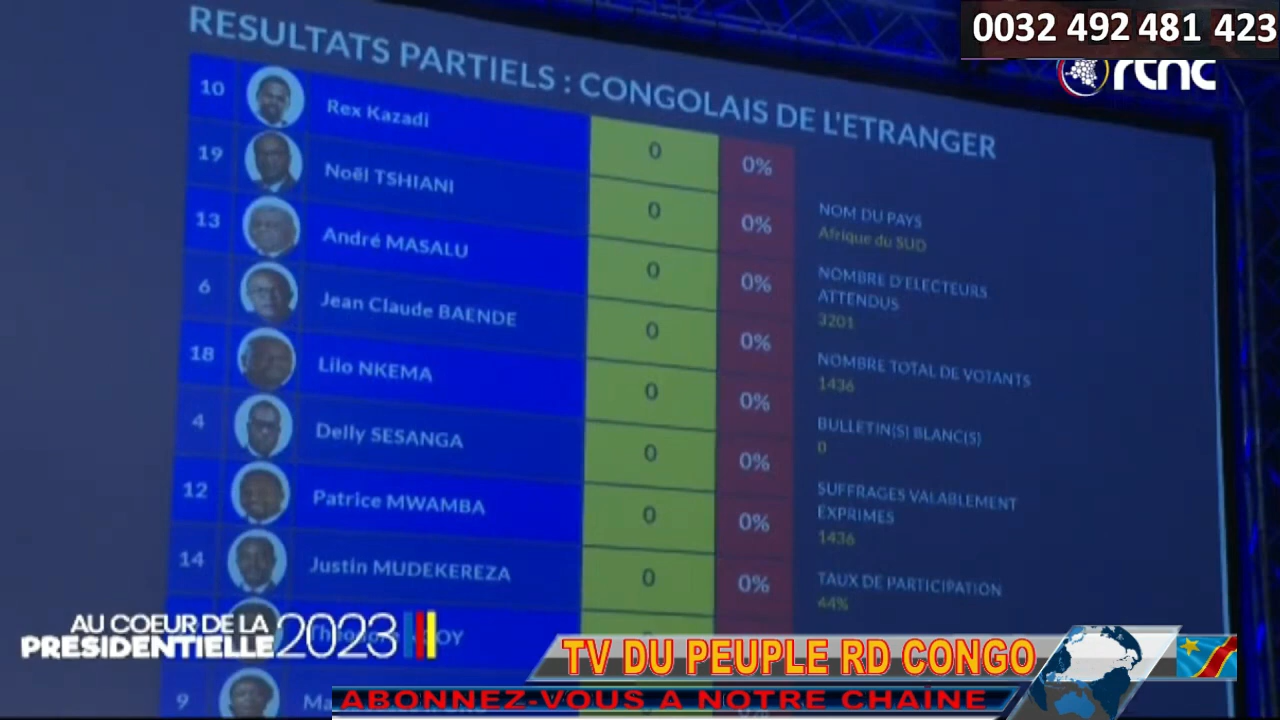 0032 492 481 423
rtnc
RESULTATS PARTIELS : CONGOLAIS DE L'ETRANGER
10 Rex Kazadi 0 0%
19 Noël TSHIANI 0 0%
13 André MASALU 0 0%
6 Jean Claude BAENDE 0 0%
18 Lilo NKEMA 0 0%
4 Delly SESANGA 0 0%
12 Patrice MWAMBA 0 0%
14 Justin MUDEKEREZA 0 0%
9
NOM DU PAYS
Afrique du SUD
NOMBRE D'ELECTEURS
ATTENDUS
3201
NOMBRE TOTAL DE VOTANTS
1436
BULLETIN(S) BLANC(S)
0
SUFFRAGES VALABLEMENT
EXPRIMES
1436
TAUX DE PARTICIPATION
44%
AU COEUR DE LA
PRÉSIDENTIELLE 2023
TV DU PEUPLE RD CONGO
ABONNEZ-VOUS A NOTRE CHAÎNE